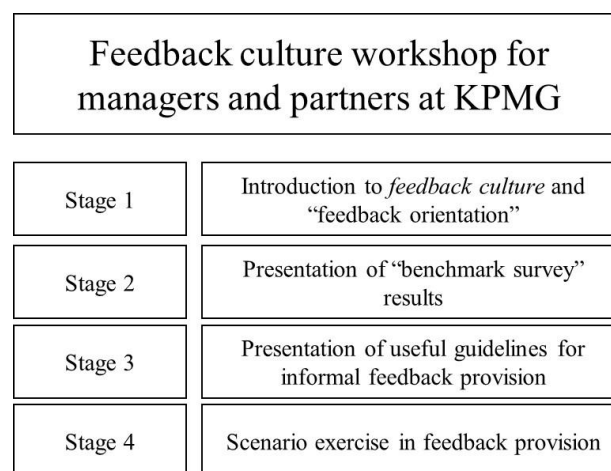 Feedback culture workshop for
managers and partners at KPMG
Stage 1
Introduction to feedback culture and
“feedback orientation”
Stage 2
Presentation of “benchmark survey”
results
Stage 3
Presentation of useful guidelines for
informal feedback provision
Stage 4
Scenario exercise in feedback provision